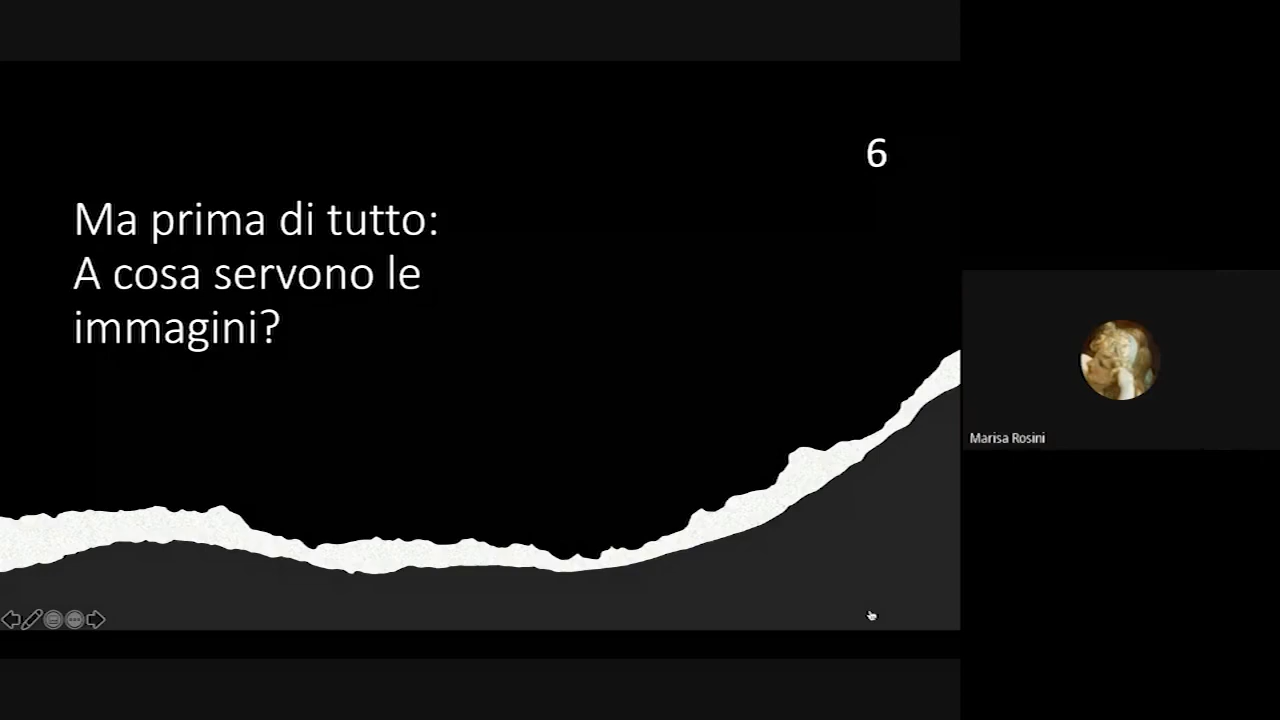 6
Ma prima di tutto:
A cosa servono le
immagini?
Marisa Rosini